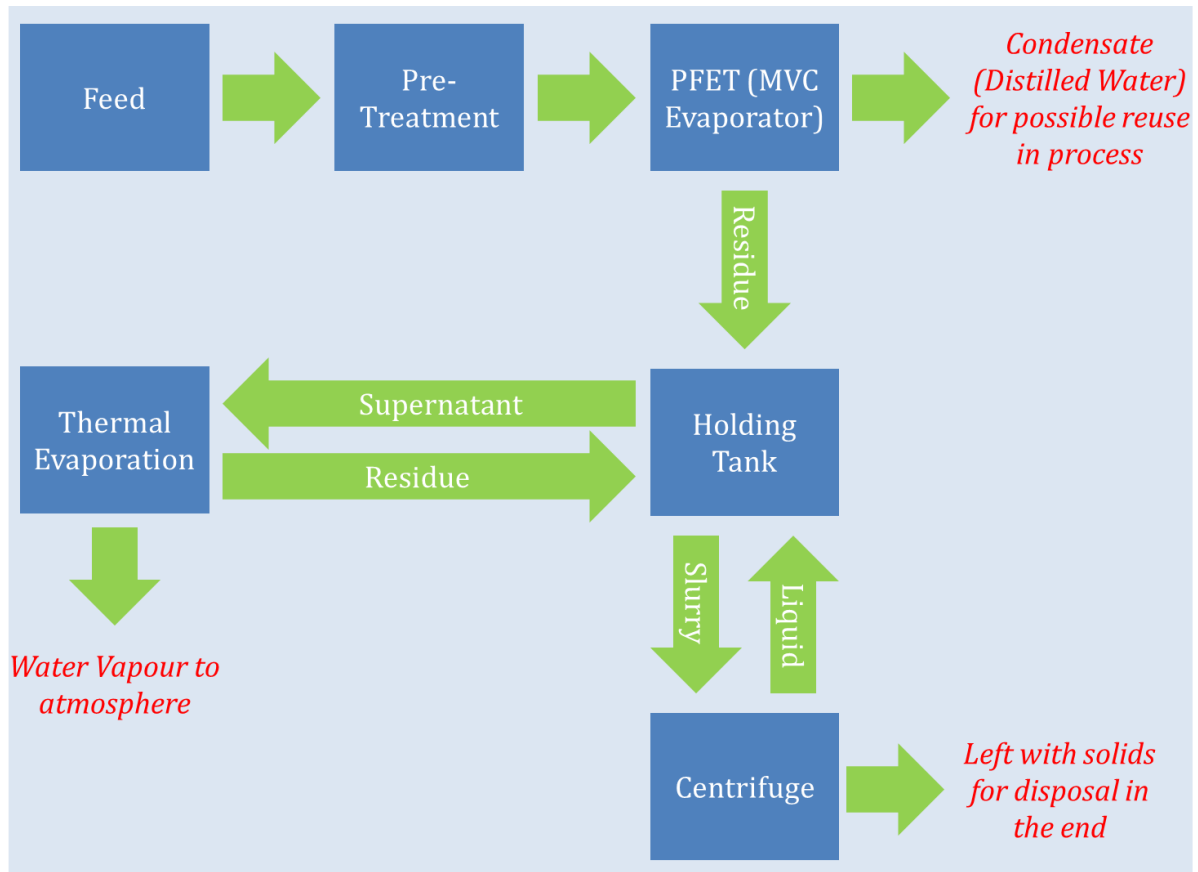 Feed
Pre-
Treatment
PFET (MVC
Evaporator)
Condensate
(Distilled Water)
for possible reuse
in process
Residue
Thermal
Evaporation
Supernatant
Residue
Holding
Tank
Slurry
Liquid
Water Vapour to
atmosphere
Centrifuge
Left with solids
for disposal in
the end